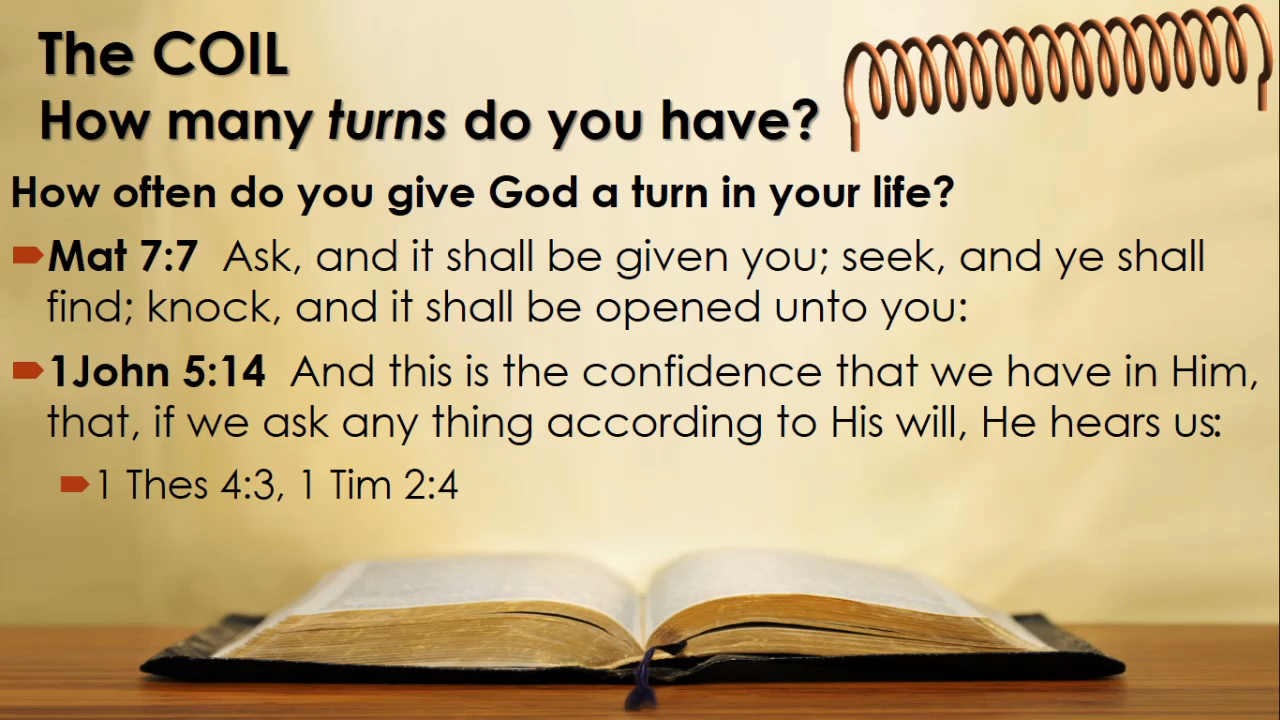 The COIL
How many turns do you have?
How often do you give God a turn in your life?
Mat 7:7  Ask, and it shall be given you; seek, and ye shall
find; knock, and it shall be opened unto you:
1John 5:14  And this is the confidence that we have in Him,
that, if we ask any thing according to His will, He hears us:
1 Thes 4:3, 1 Tim 2:4